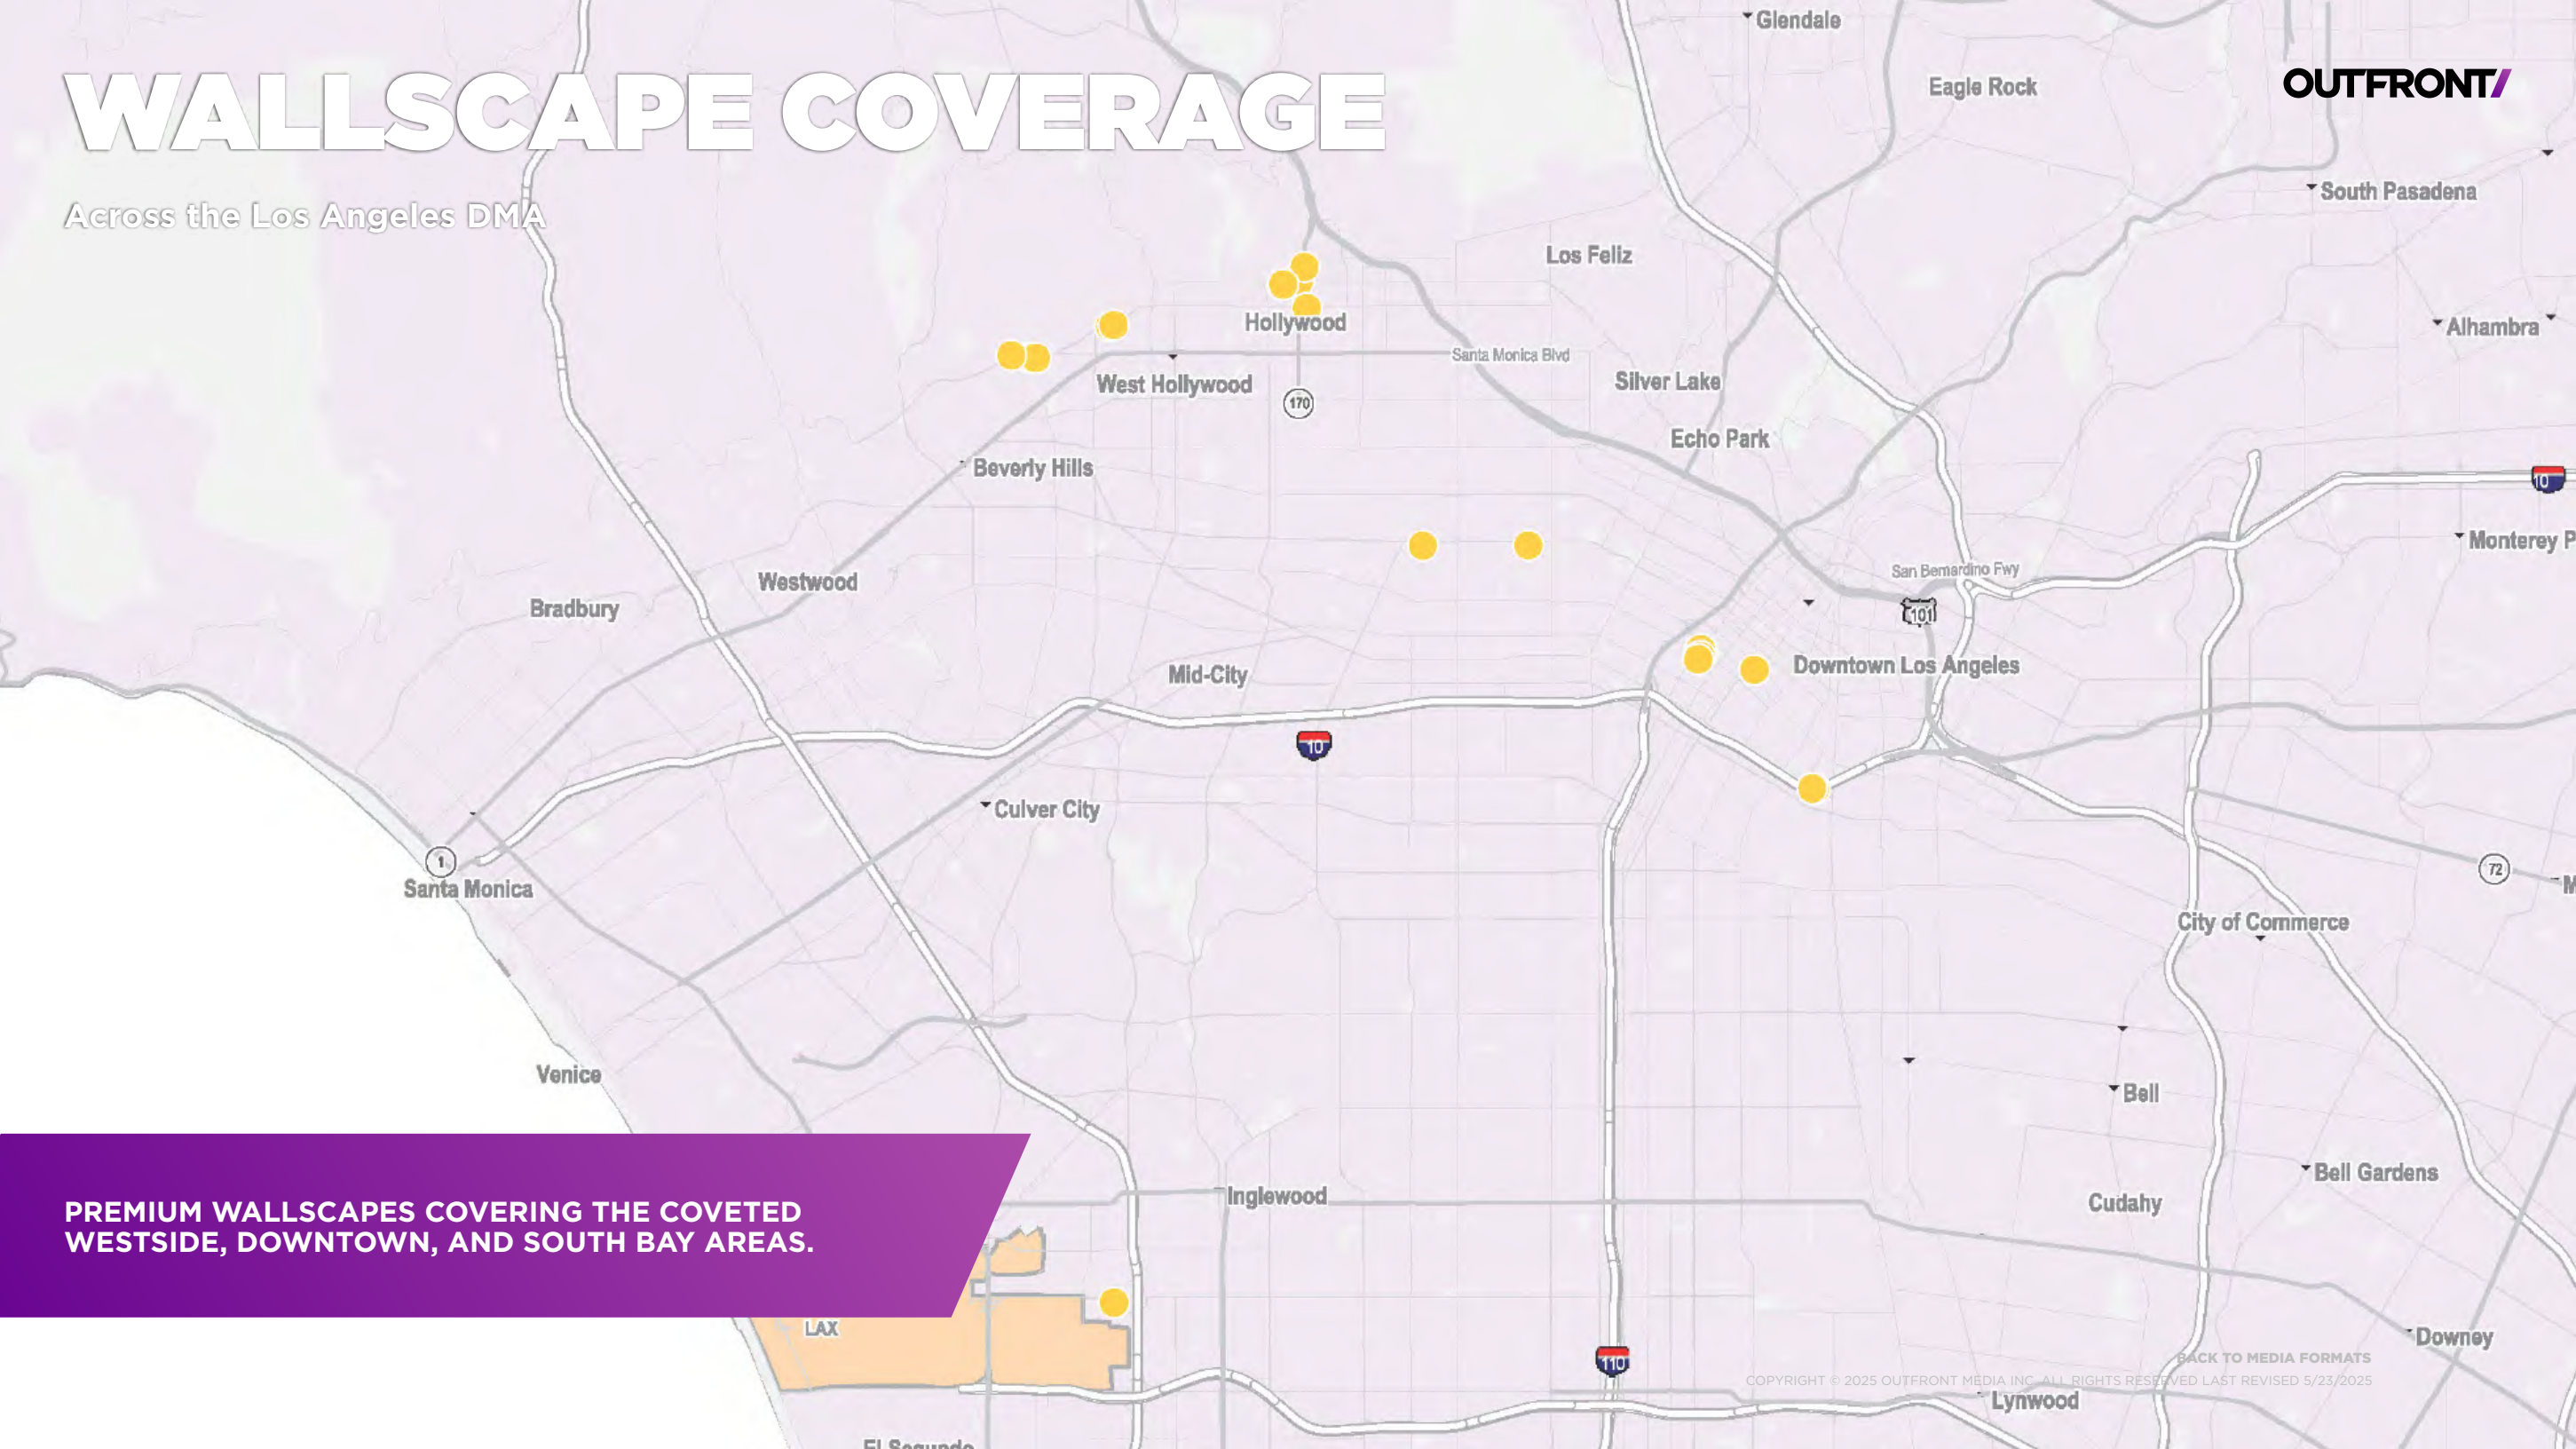 Glendale
WALLSCAPE COVERAGE
Eagle Rock
OUTFRONT/
South Pasadena
Across the Los Angeles DMA
Los Feliz
Hollywood
Alhambra
Santa Monica Blvd
West Hollywood
Silver Lake
170
Echo Park
Beverly Hills
10
Monterey P
San Bernardino Fwy
Westwood
Bradbury
101
Downtown Los Angeles
Mid-City
10
Culver City
1
72
Santa Monica
M
City of Commerce
Venice
Bell
Bell Gardens
Inglewood
Cudahy
PREMIUM WALLSCAPES COVERING THE COVETED
WESTSIDE, DOWNTOWN, AND SOUTH BAY AREAS.
LAX
Downey
110
BACK TO MEDIA FORMATS
COPYRIGHT © 2025 OUTFRONT MEDIA INC. ALL RIGHTS RESERVED LAST REVISED 5/23/2025
Lynwood
El Segundo